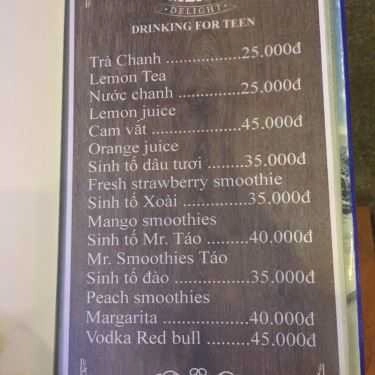 DELIGHT
DRINKING FOR TEEN
Trà Chanh ..................25.000đ
Lemon Tea
Nước chanh ...............25.000đ
Lemon juice
Cam vắt ......................45.000đ
Orange juice
Sinh tố dâu tươi .........35.000đ
Fresh strawberry smoothie
Sinh tố Xoài ................35.000đ
Mango smoothies
Sinh tố Mr. Táo ..........40.000đ
Mr. Smoothies Táo
Sinh tố đào ..................35.000đ
Peach smoothies
Margarita ....................40.000đ
Vodka Red bull ..........45.000đ